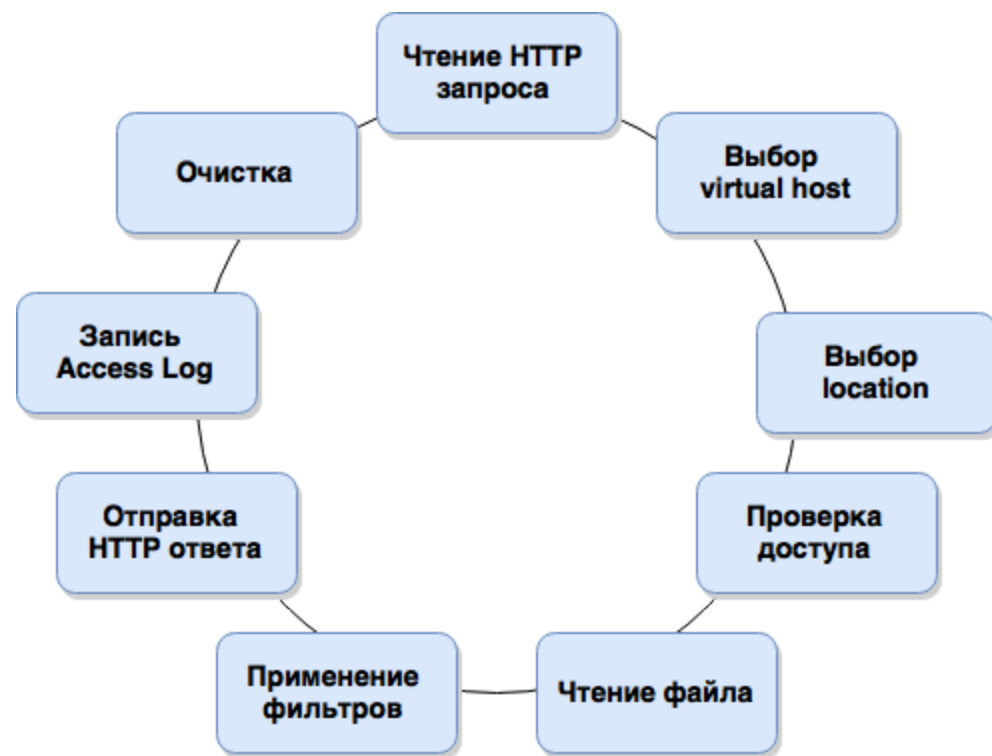 Чтение HTTP
запроса
Выбор
virtual host
Выбор
location
Проверка
доступа
Чтение файла
Применение
фильтров
Отправка
HTTP ответа
Запись
Access Log
Очистка